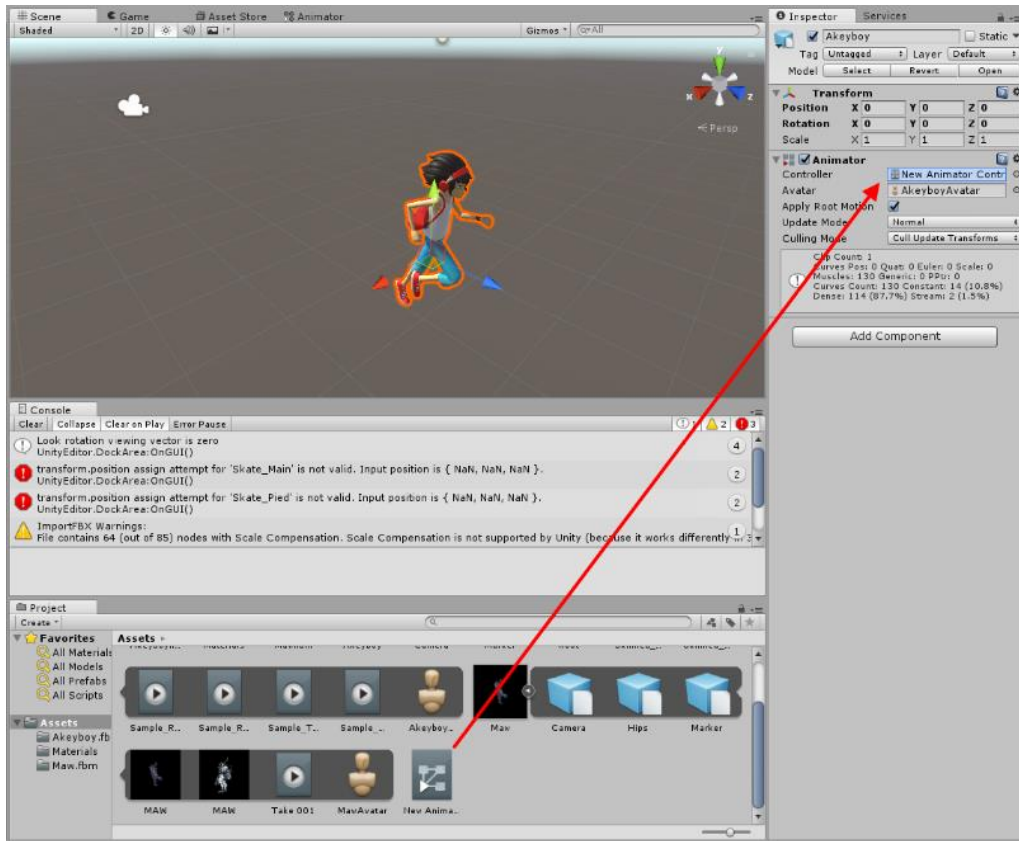 Scene Game Asset Store Animator
Shaded 2D Gizmos All
y
x z
Persp
Inspector Services
Akeyboy Static
Tag Untagged Layer Default
Model Select Revert Open
Transform
Position X 0 Y 0 Z 0
Rotation X 0 Y 0 Z 0
Scale X 1 Y 1 Z 1
Animator
Controller New Animator Contr
Avatar AkeyboyAvatar
Apply Root Motion
Update Mode Normal
Culling Mode Cull Update Transforms
Clip Count: 1
Curves Pos: 0 Quat: 0 Euler: 0 Scale: 0
Muscles: 130 Generic: 0 PPtr: 0
Curves Count: 130 Constant: 14 (10.8%)
Dense: 114 (87.7%) Stream: 2 (1.5%)
Add Component
Console
Clear Collapse Clear on Play Error Pause 1 2 3
Look rotation viewing vector is zero
UnityEditor.DockArea:OnGUI()
4
transform.position assign attempt for 'Skate_Main' is not valid. Input position is { NaN, NaN, NaN }.
UnityEditor.DockArea:OnGUI()
2
transform.position assign attempt for 'Skate_Pied' is not valid. Input position is { NaN, NaN, NaN }.
UnityEditor.DockArea:OnGUI()
2
ImportFBX Warnings:
File contains 64 (out of 85) nodes with Scale Compensation. Scale Compensation is not supported by Unity (because it works differently in 3
1
Project
Create
Favorites
All Materials
All Models
All Prefabs
All Scripts
Assets
Akeyboy.fb
Materials
Maw.fbm
Assets
Sample_R... Sample_R... Sample_T... Sample_... Akeyboy... Maw Camera Hips Marker
MAW MAW Take 001 MawAvatar New Anima...